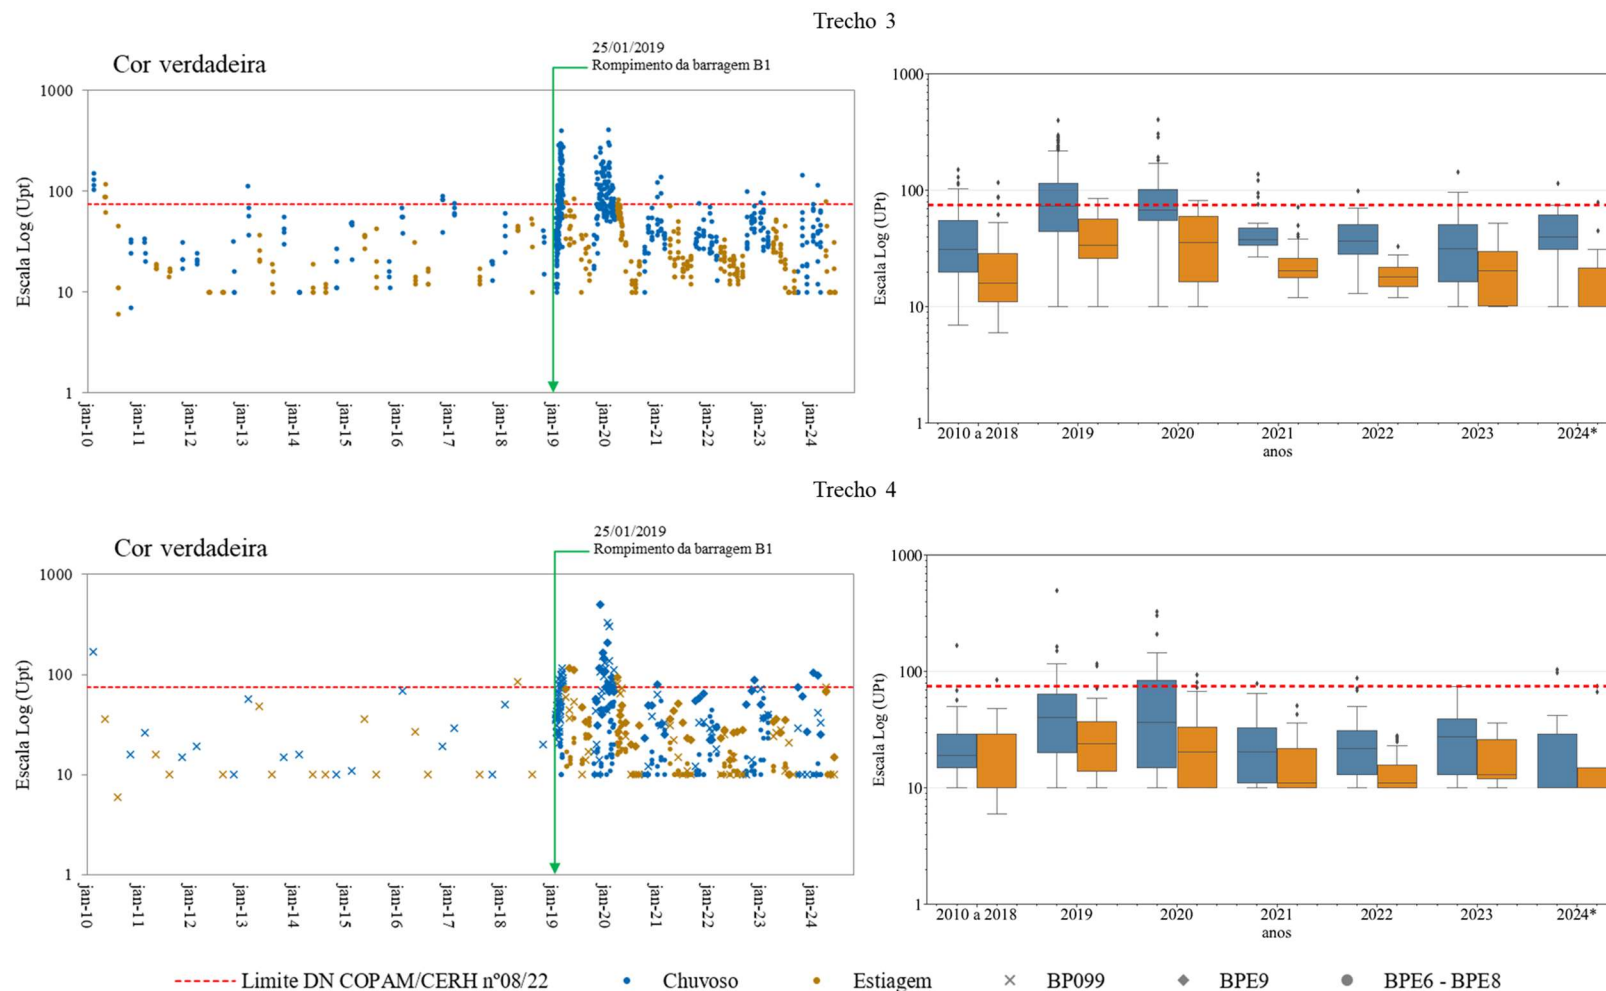 Trecho 3
25/01/2019
Rompimento da barragem B1
Cor verdadeira
Escala Log (Upt)
1000
100
10
1
jan-10
jan-11
jan-12
jan-13
jan-14
jan-15
jan-16
jan-17
jan-18
jan-19
jan-20
jan-21
jan-22
jan-23
jan-24
Escala Log (UPt)
1000
100
10
1
2010 a 2018
2019
2020
2021
2022
2023
2024*
anos
Trecho 4
25/01/2019
Rompimento da barragem B1
Cor verdadeira
Escala Log (Upt)
1000
100
10
1
jan-10
jan-11
jan-12
jan-13
jan-14
jan-15
jan-16
jan-17
jan-18
jan-19
jan-20
jan-21
jan-22
jan-23
jan-24
Escala Log (UPt)
1000
100
10
1
2010 a 2018
2019
2020
2021
2022
2023
2024*
anos
Limite DN COPAM/CERH nº08/22 Chuvoso Estiagem BP099 BPE9 BPE6 - BPE8